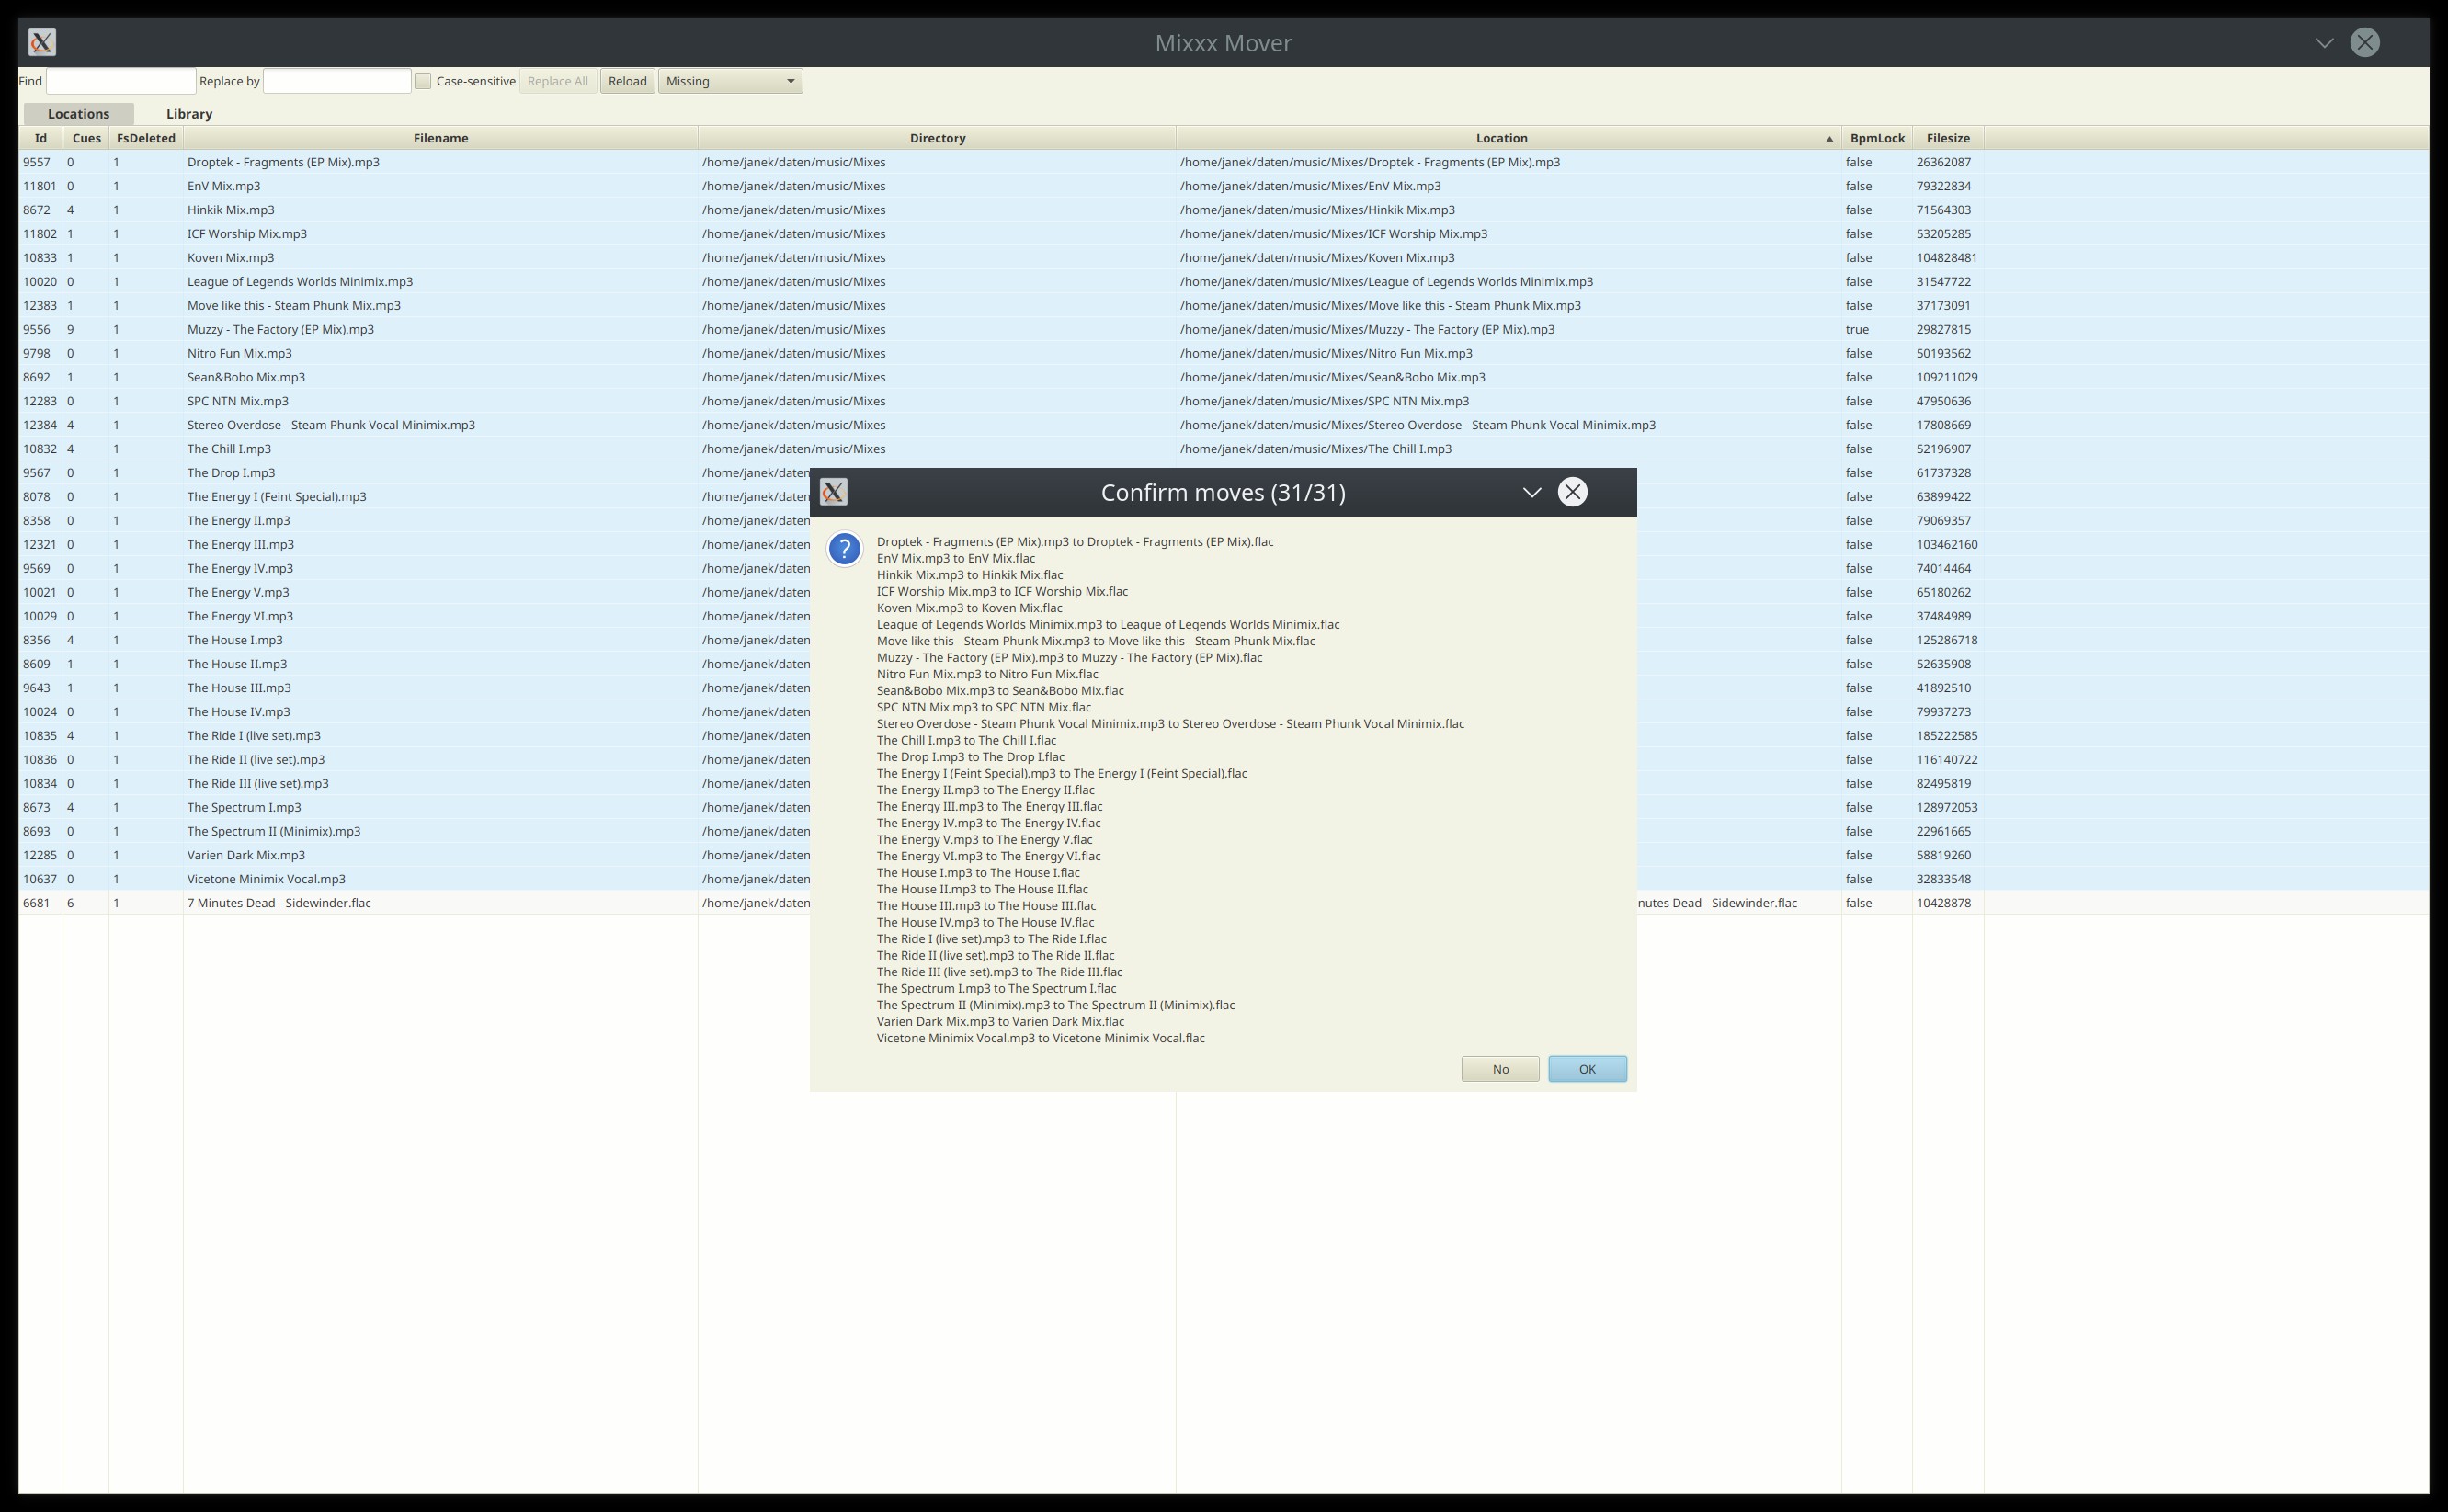 Mixxx Mover
Find Replace by Case-sensitive Replace All Reload Missing
Locations Library
Id Cues FsDeleted Filename Directory Location BpmLock Filesize
9557 0 1 Droptek - Fragments (EP Mix).mp3 /home/janek/daten/music/Mixes /home/janek/daten/music/Mixes/Droptek - Fragments (EP Mix).mp3 false 26362087
11801 0 1 EnV Mix.mp3 /home/janek/daten/music/Mixes /home/janek/daten/music/Mixes/EnV Mix.mp3 false 79322834
8672 4 1 Hinkik Mix.mp3 /home/janek/daten/music/Mixes /home/janek/daten/music/Mixes/Hinkik Mix.mp3 false 71564303
11802 1 1 ICF Worship Mix.mp3 /home/janek/daten/music/Mixes /home/janek/daten/music/Mixes/ICF Worship Mix.mp3 false 53205285
10833 1 1 Koven Mix.mp3 /home/janek/daten/music/Mixes /home/janek/daten/music/Mixes/Koven Mix.mp3 false 104828481
10020 0 1 League of Legends Worlds Minimix.mp3 /home/janek/daten/music/Mixes /home/janek/daten/music/Mixes/League of Legends Worlds Minimix.mp3 false 31547722
12383 1 1 Move like this - Steam Phunk Mix.mp3 /home/janek/daten/music/Mixes /home/janek/daten/music/Mixes/Move like this - Steam Phunk Mix.mp3 false 37173091
9556 9 1 Muzzy - The Factory (EP Mix).mp3 /home/janek/daten/music/Mixes /home/janek/daten/music/Mixes/Muzzy - The Factory (EP Mix).mp3 true 29827815
9798 0 1 Nitro Fun Mix.mp3 /home/janek/daten/music/Mixes /home/janek/daten/music/Mixes/Nitro Fun Mix.mp3 false 50193562
8692 1 1 Sean&Bobo Mix.mp3 /home/janek/daten/music/Mixes /home/janek/daten/music/Mixes/Sean&Bobo Mix.mp3 false 109211029
12283 0 1 SPC NTN Mix.mp3 /home/janek/daten/music/Mixes /home/janek/daten/music/Mixes/SPC NTN Mix.mp3 false 47950636
12384 4 1 Stereo Overdose - Steam Phunk Vocal Minimix.mp3 /home/janek/daten/music/Mixes /home/janek/daten/music/Mixes/Stereo Overdose - Steam Phunk Vocal Minimix.mp3 false 17808669
10832 4 1 The Chill I.mp3 /home/janek/daten/music/Mixes /home/janek/daten/music/Mixes/The Chill I.mp3 false 52196907
9567 0 1 The Drop I.mp3 /home/janek/daten false 61737328
8078 0 1 The Energy I (Feint Special).mp3 /home/janek/daten false 63899422
8358 0 1 The Energy II.mp3 /home/janek/daten false 79069357
12321 0 1 The Energy III.mp3 /home/janek/daten false 103462160
9569 0 1 The Energy IV.mp3 /home/janek/daten false 74014464
10021 0 1 The Energy V.mp3 /home/janek/daten false 65180262
10029 0 1 The Energy VI.mp3 /home/janek/daten false 37484989
8356 4 1 The House I.mp3 /home/janek/daten false 125286718
8609 1 1 The House II.mp3 /home/janek/daten false 52635908
9643 1 1 The House III.mp3 /home/janek/daten false 41892510
10024 0 1 The House IV.mp3 /home/janek/daten false 79937273
10835 4 1 The Ride I (live set).mp3 /home/janek/daten false 185222585
10836 0 1 The Ride II (live set).mp3 /home/janek/daten false 116140722
10834 0 1 The Ride III (live set).mp3 /home/janek/daten false 82495819
8673 4 1 The Spectrum I.mp3 /home/janek/daten false 128972053
8693 0 1 The Spectrum II (Minimix).mp3 /home/janek/daten false 22961665
12285 0 1 Varien Dark Mix.mp3 /home/janek/daten false 58819260
10637 0 1 Vicetone Minimix Vocal.mp3 /home/janek/daten false 32833548
6681 6 1 7 Minutes Dead - Sidewinder.flac /home/janek/daten nutes Dead - Sidewinder.flac false 10428878
Confirm moves (31/31)
Droptek - Fragments (EP Mix).mp3 to Droptek - Fragments (EP Mix).flac
EnV Mix.mp3 to EnV Mix.flac
Hinkik Mix.mp3 to Hinkik Mix.flac
ICF Worship Mix.mp3 to ICF Worship Mix.flac
Koven Mix.mp3 to Koven Mix.flac
League of Legends Worlds Minimix.mp3 to League of Legends Worlds Minimix.flac
Move like this - Steam Phunk Mix.mp3 to Move like this - Steam Phunk Mix.flac
Muzzy - The Factory (EP Mix).mp3 to Muzzy - The Factory (EP Mix).flac
Nitro Fun Mix.mp3 to Nitro Fun Mix.flac
Sean&Bobo Mix.mp3 to Sean&Bobo Mix.flac
SPC NTN Mix.mp3 to SPC NTN Mix.flac
Stereo Overdose - Steam Phunk Vocal Minimix.mp3 to Stereo Overdose - Steam Phunk Vocal Minimix.flac
The Chill I.mp3 to The Chill I.flac
The Drop I.mp3 to The Drop I.flac
The Energy I (Feint Special).mp3 to The Energy I (Feint Special).flac
The Energy II.mp3 to The Energy II.flac
The Energy III.mp3 to The Energy III.flac
The Energy IV.mp3 to The Energy IV.flac
The Energy V.mp3 to The Energy V.flac
The Energy VI.mp3 to The Energy VI.flac
The House I.mp3 to The House I.flac
The House II.mp3 to The House II.flac
The House III.mp3 to The House III.flac
The House IV.mp3 to The House IV.flac
The Ride I (live set).mp3 to The Ride I.flac
The Ride II (live set).mp3 to The Ride II.flac
The Ride III (live set).mp3 to The Ride III.flac
The Spectrum I.mp3 to The Spectrum I.flac
The Spectrum II (Minimix).mp3 to The Spectrum II (Minimix).flac
Varien Dark Mix.mp3 to Varien Dark Mix.flac
Vicetone Minimix Vocal.mp3 to Vicetone Minimix Vocal.flac
No OK